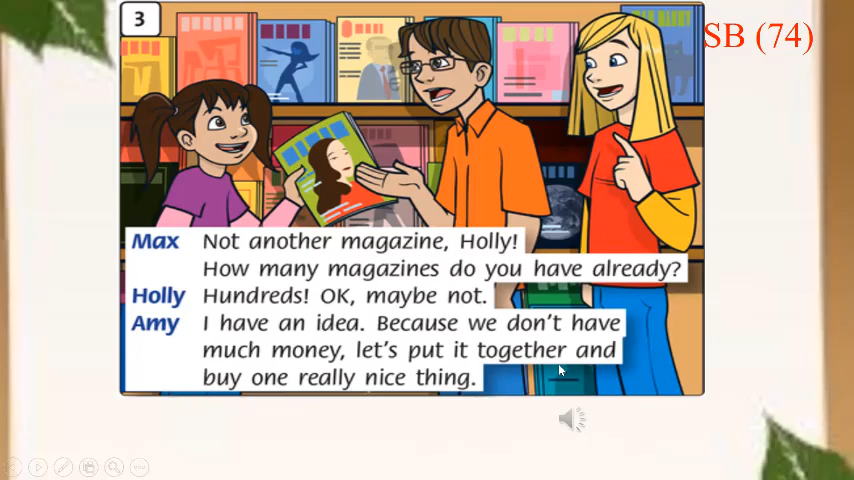 3
SB (74)
Max Not another magazine, Holly!
How many magazines do you have already?
Holly Hundreds! OK, maybe not.
Amy I have an idea. Because we don't have
much money, let's put it together and
buy one really nice thing.